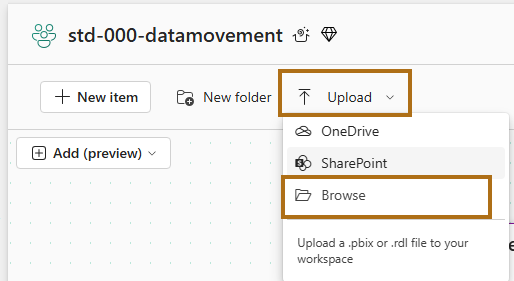 std-000-datamovement
New item
New folder
Upload
Add (preview)
OneDrive
SharePoint
Browse
Upload a .pbix or .rdl file to your
workspace